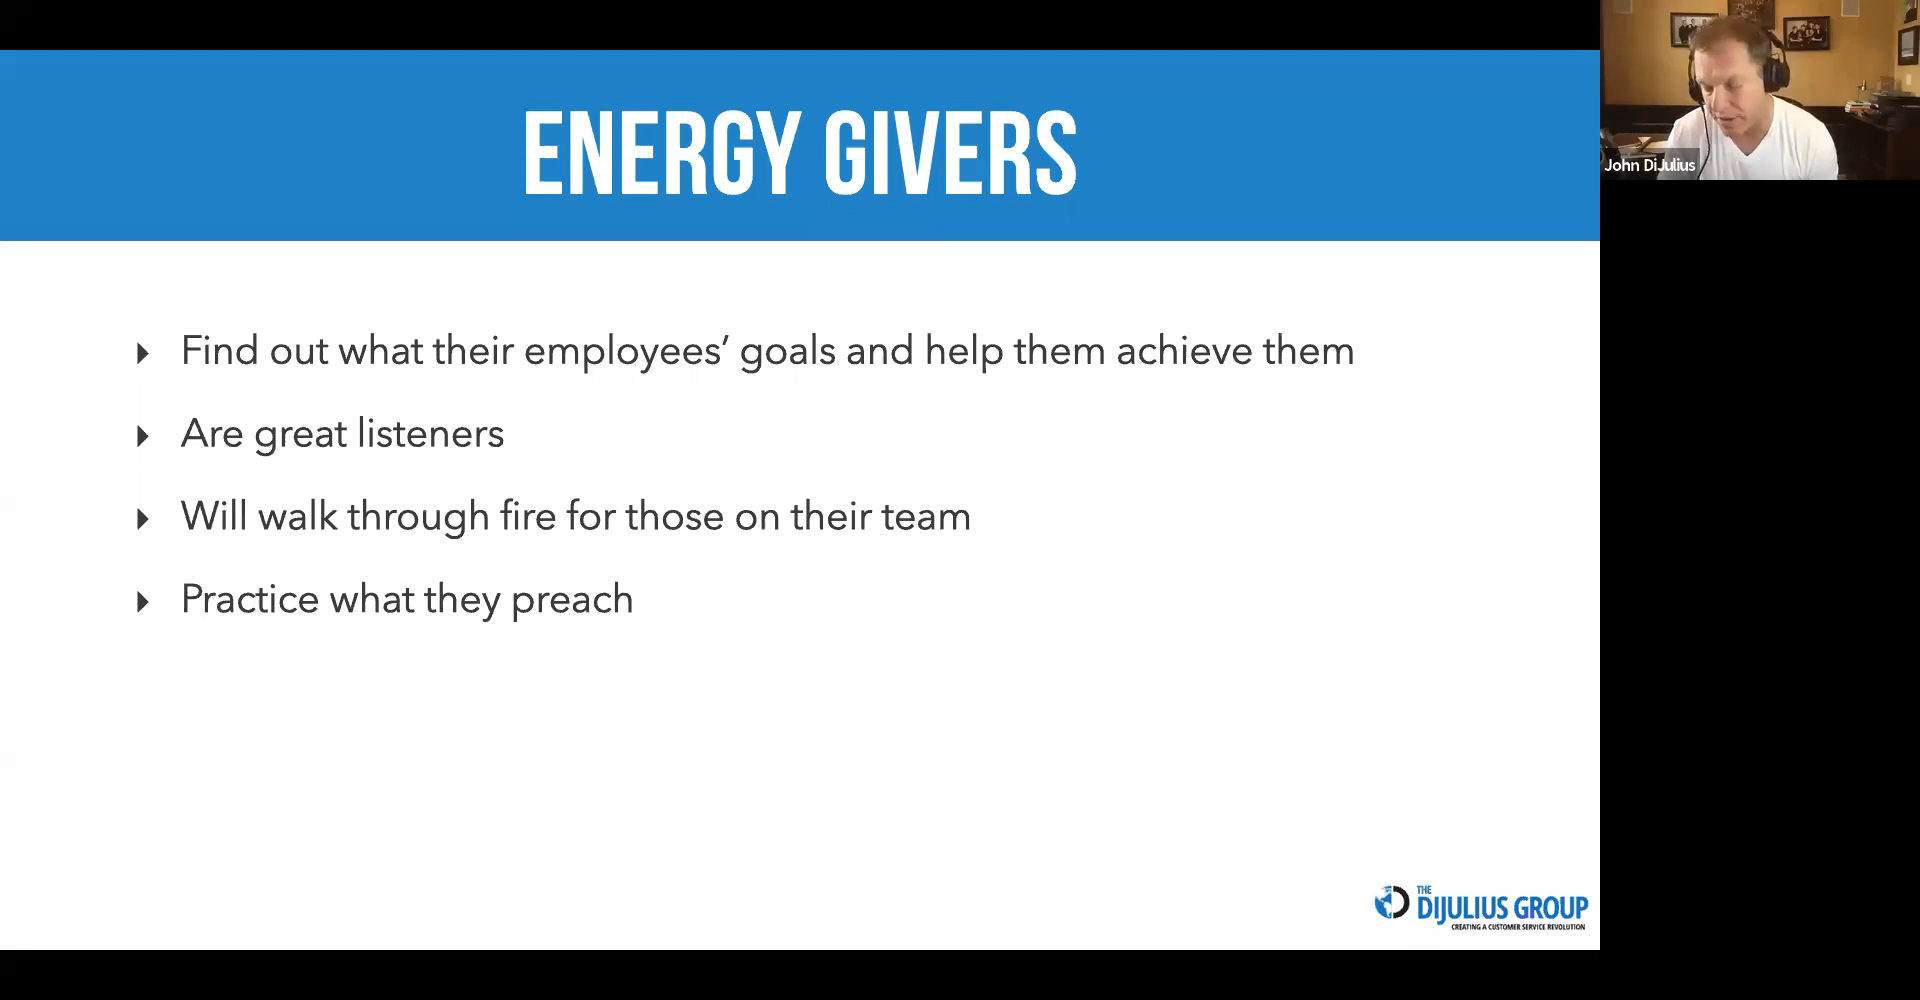 ENERGY GIVERS
John DiJulius
Find out what their employees’ goals and help them achieve them
Are great listeners
Will walk through fire for those on their team
Practice what they preach
THE
DIJULIUS GROUP
CREATING A CUSTOMER SERVICE REVOLUTION